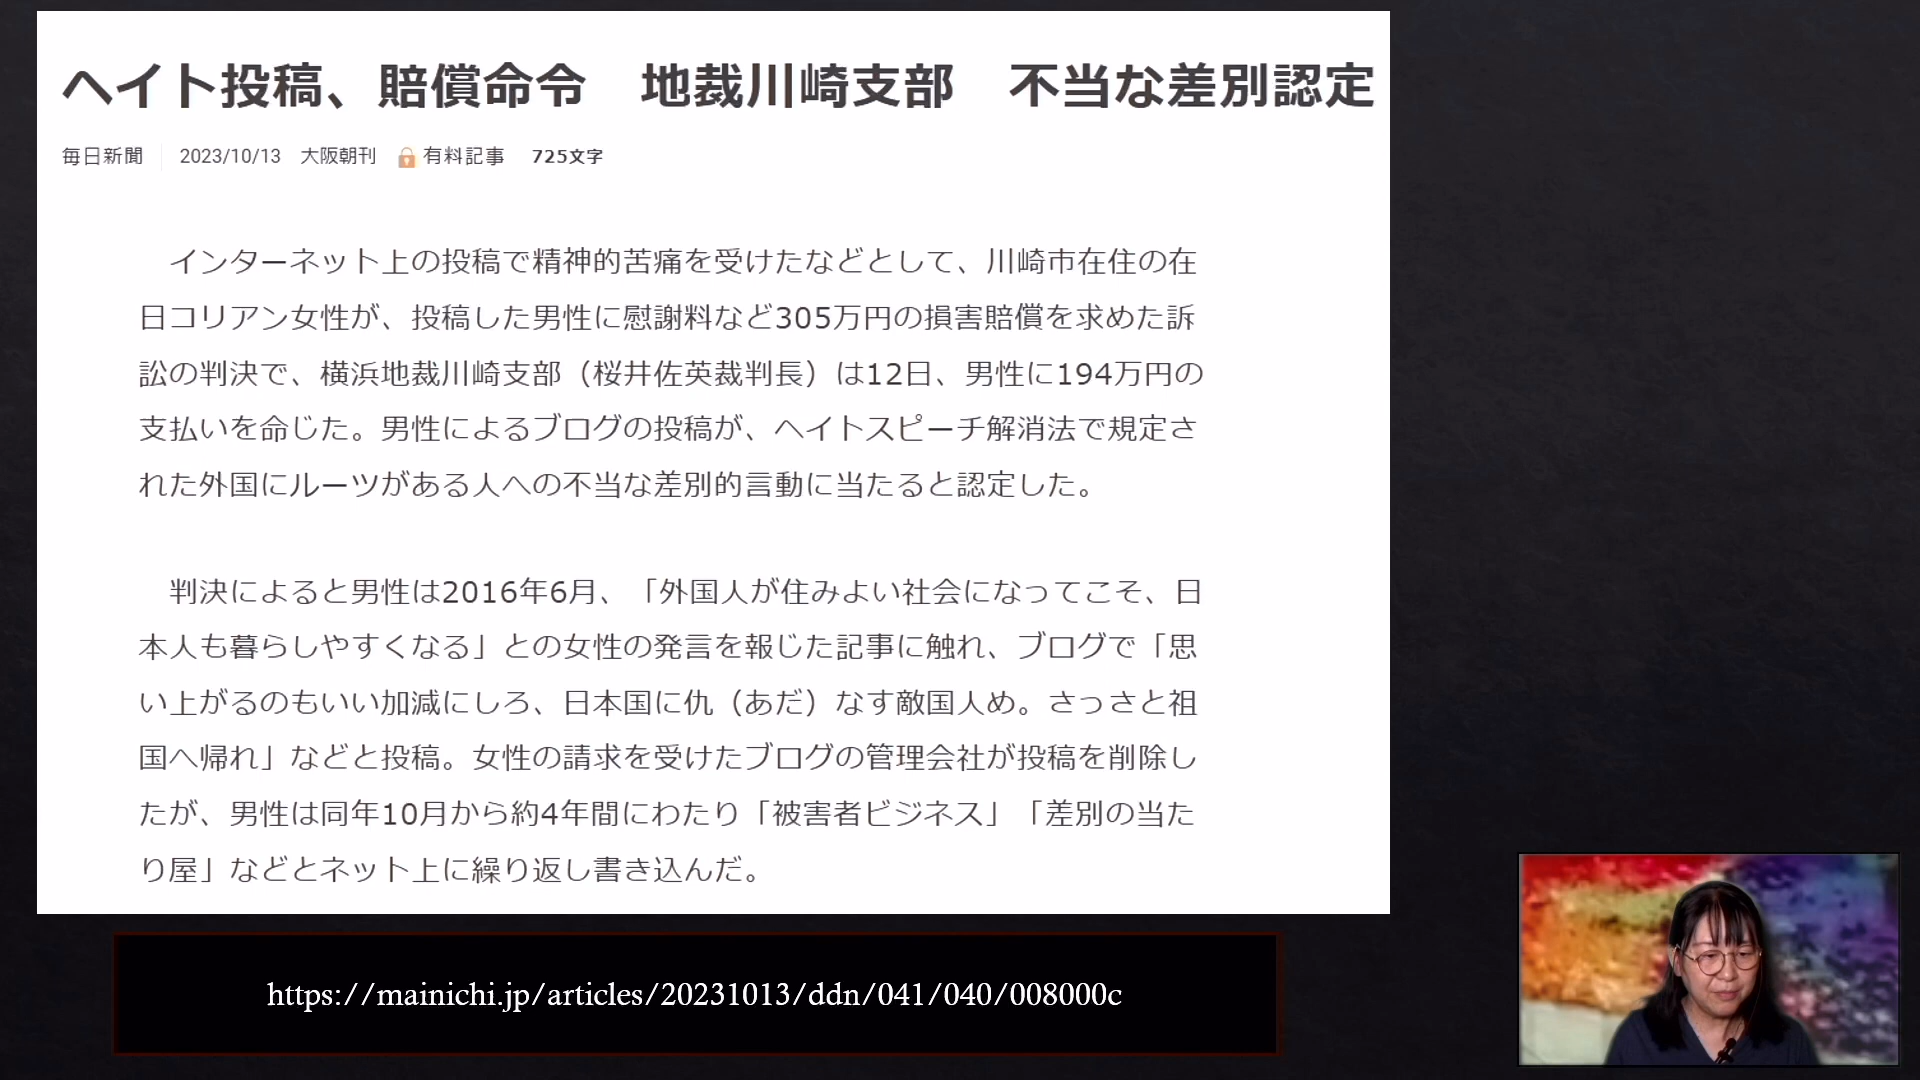 ヘイト投稿、賠償命令　地裁川崎支部　不当な差別認定
毎日新聞 2023/10/13 大阪朝刊 有料記事 725文字
インターネット上の投稿で精神的苦痛を受けたなどとして、川崎市在住の在
日コリアン女性が、投稿した男性に慰謝料など305万円の損害賠償を求めた訴
訟の判決で、横浜地裁川崎支部（桜井佐英裁判長）は12日、男性に194万円の
支払いを命じた。男性によるブログの投稿が、ヘイトスピーチ解消法で規定さ
れた外国にルーツがある人への不当な差別的言動に当たると認定した。
判決によると男性は2016年6月、「外国人が住みよい社会になってこそ、日
本人も暮らしやすくなる」との女性の発言を報じた記事に触れ、ブログで「思
い上がるのもいい加減にしろ、日本国に仇（あだ）なす敵国人め。さっさと祖
国へ帰れ」などと投稿。女性の請求を受けたブログの管理会社が投稿を削除し
たが、男性は同年10月から約4年間にわたり「被害者ビジネス」「差別の当た
り屋」などとネット上に繰り返し書き込んだ。
https://mainichi.jp/articles/20231013/ddn/041/040/008000c